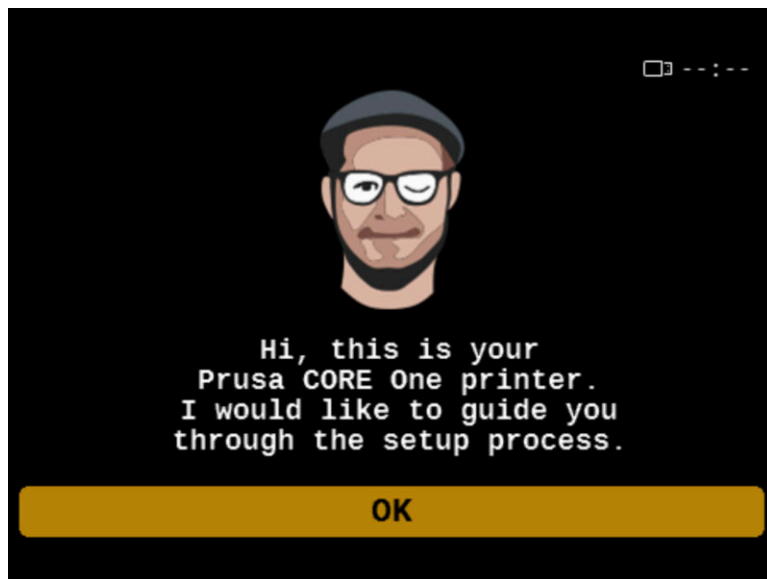 --:--
Hi, this is your
Prusa CORE One printer.
I would like to guide you
through the setup process.
OK